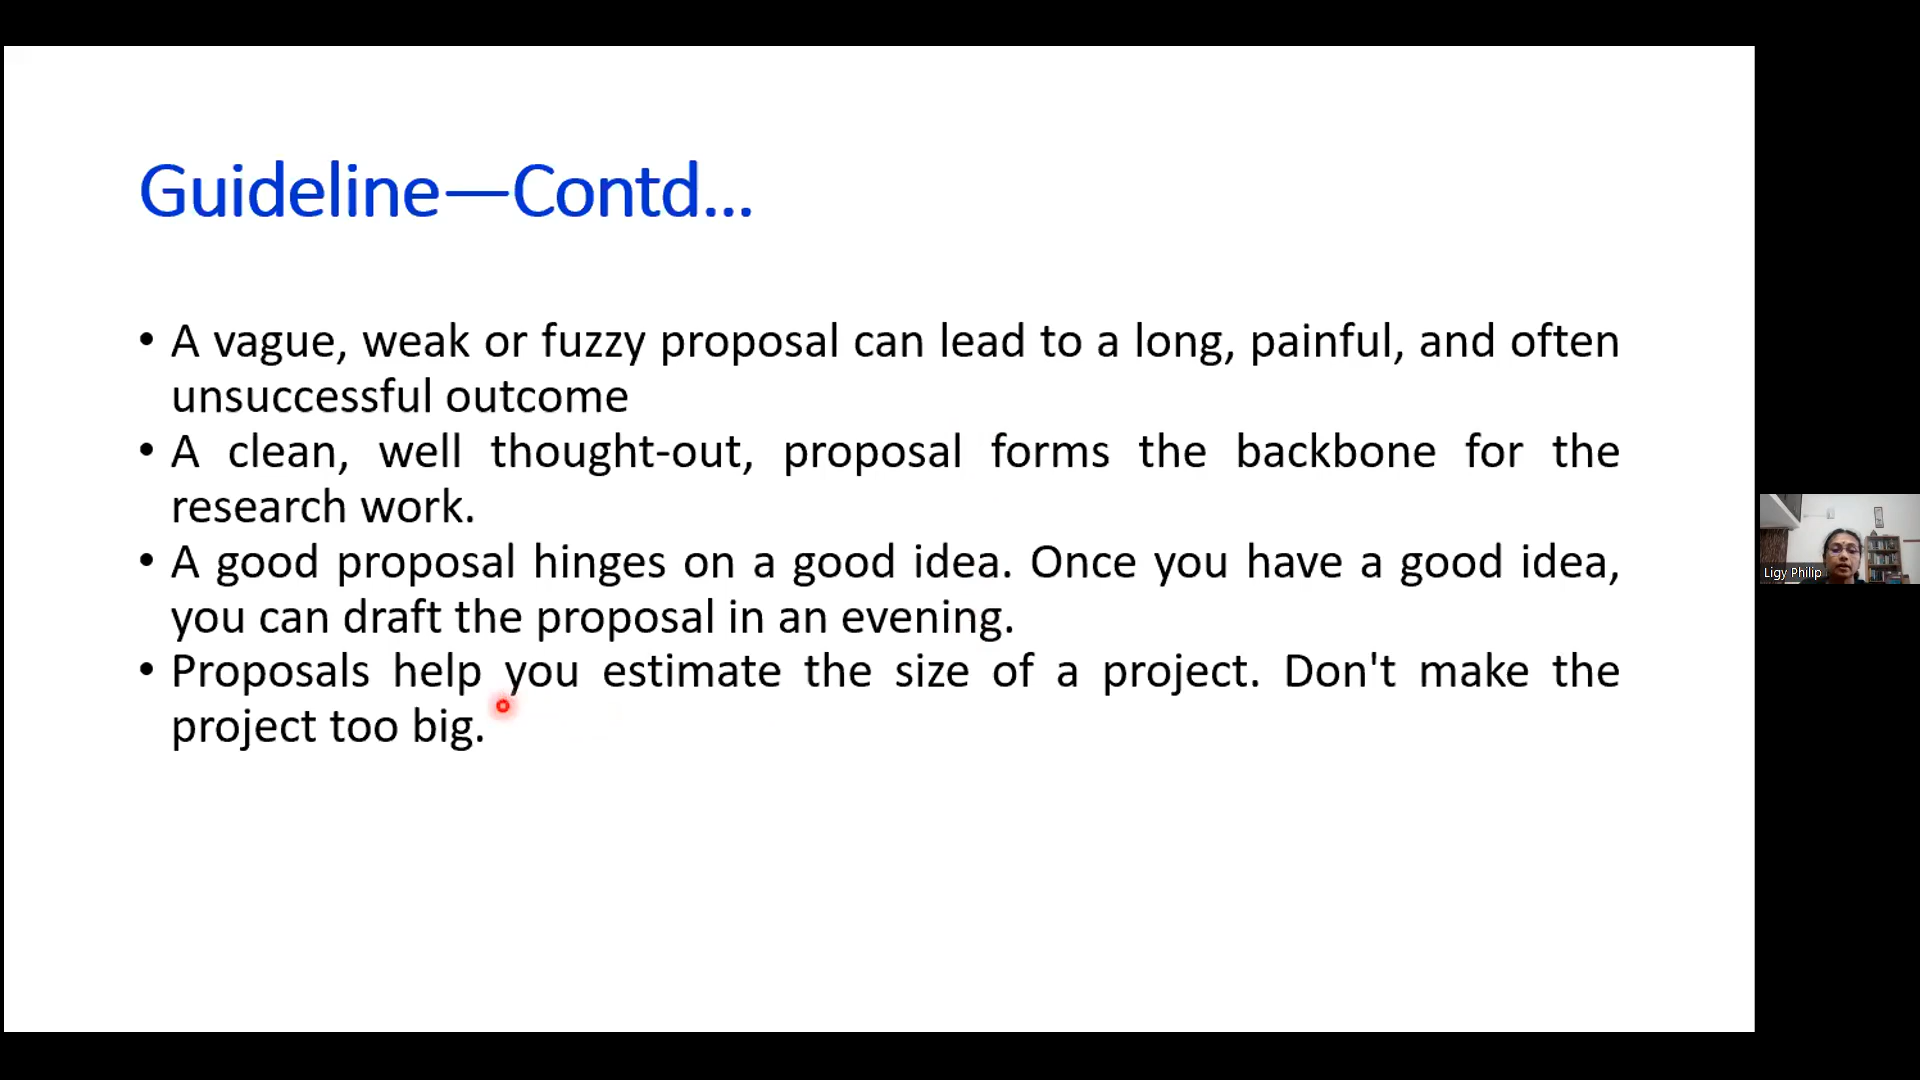 Guideline—Contd...
• A vague, weak or fuzzy proposal can lead to a long, painful, and often
unsuccessful outcome
• A clean, well thought-out, proposal forms the backbone for the
research work.
• A good proposal hinges on a good idea. Once you have a good idea,
you can draft the proposal in an evening.
• Proposals help you estimate the size of a project. Don't make the
project too big.
Ligy Philip